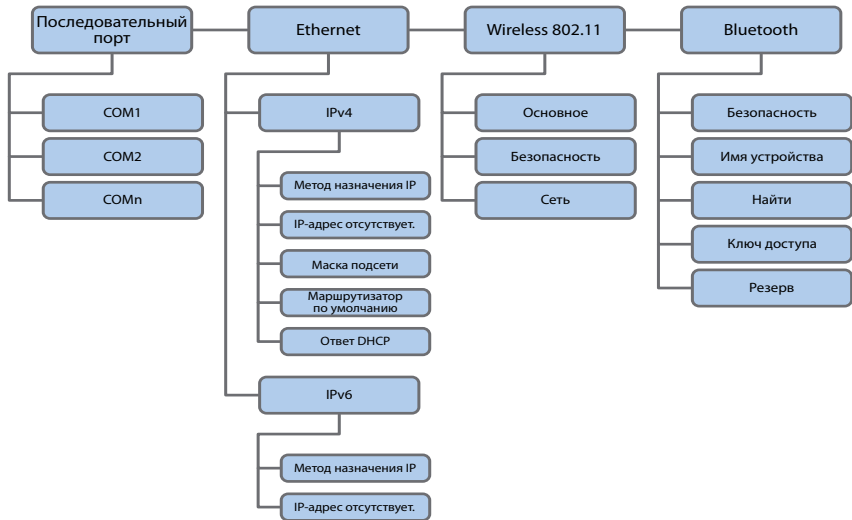 Последовательный
порт
Ethernet
Wireless 802.11
Bluetooth
COM1
COM2
COMn
IPv4
Метод назначения IP
IP-адрес отсутствует.
Маска подсети
Маршрутизатор
по умолчанию
Ответ DHCP
IPv6
Метод назначения IP
IP-адрес отсутствует.
Основное
Безопасность
Сеть
Безопасность
Имя устройства
Найти
Ключ доступа
Резерв